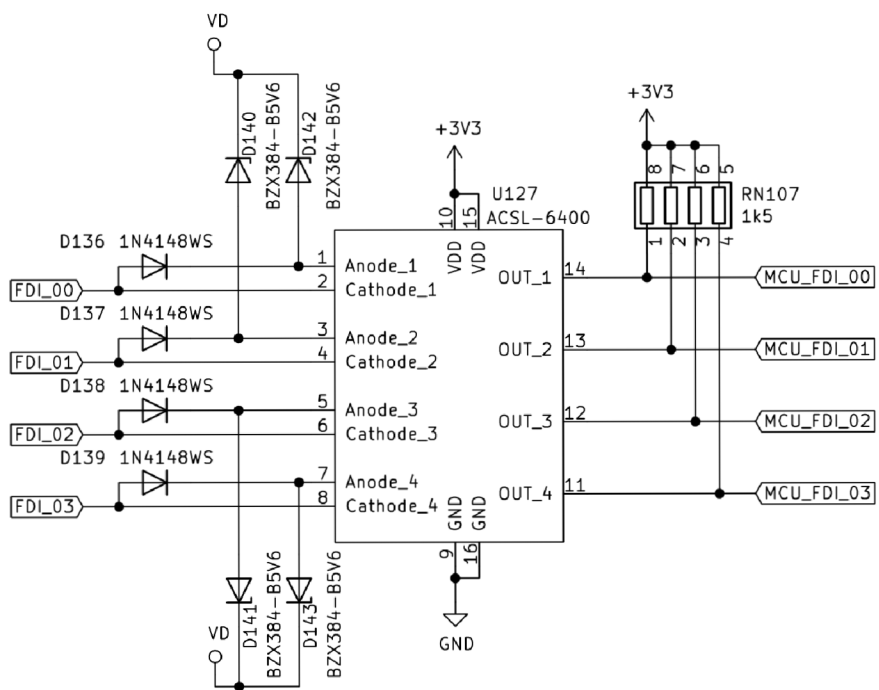 VD
D140
BZX384-B5V6
D142
BZX384-B5V6
+3V3
+3V3
8
7
6
5
RN107
1k5
1
2
3
4
U127
ACSL-6400
10
15
VDD
VDD
D136 1N4148WS
1
Anode_1
FDI_00
2
Cathode_1
OUT_1
14
MCU_FDI_00
D137 1N4148WS
3
Anode_2
FDI_01
4
Cathode_2
OUT_2
13
MCU_FDI_01
D138 1N4148WS
5
Anode_3
FDI_02
6
Cathode_3
OUT_3
12
MCU_FDI_02
D139 1N4148WS
7
Anode_4
FDI_03
8
Cathode_4
OUT_4
11
MCU_FDI_03
GND
GND
9
16
GND
D141
BZX384-B5V6
D143
BZX384-B5V6
VD